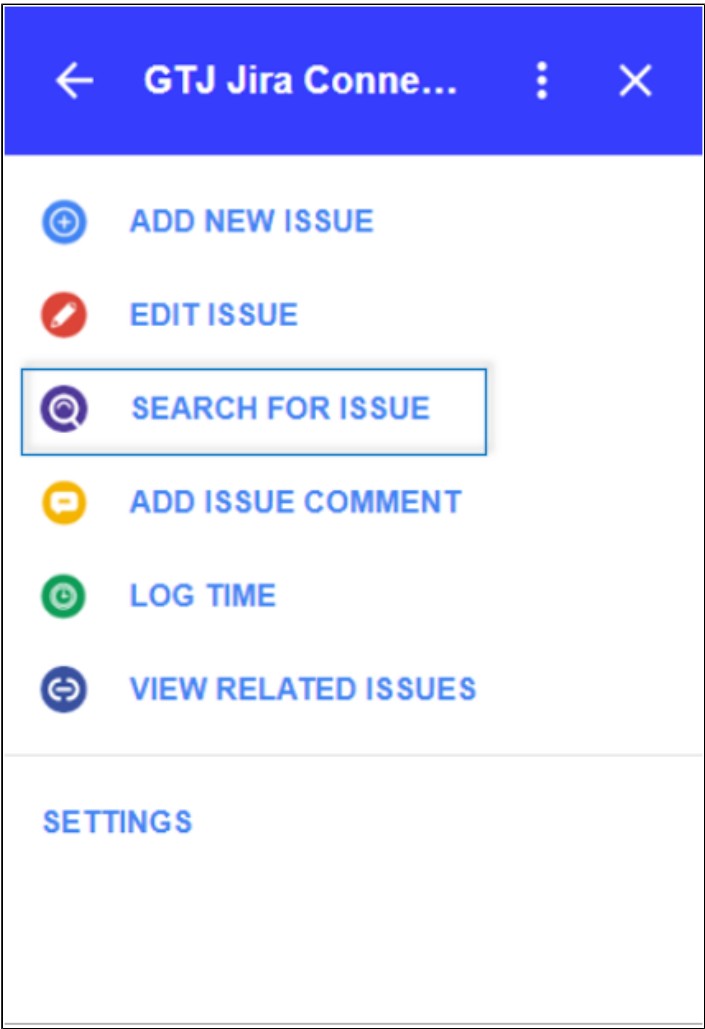 GTJ Jira Conne...
ADD NEW ISSUE
EDIT ISSUE
SEARCH FOR ISSUE
ADD ISSUE COMMENT
LOG TIME
VIEW RELATED ISSUES
SETTINGS